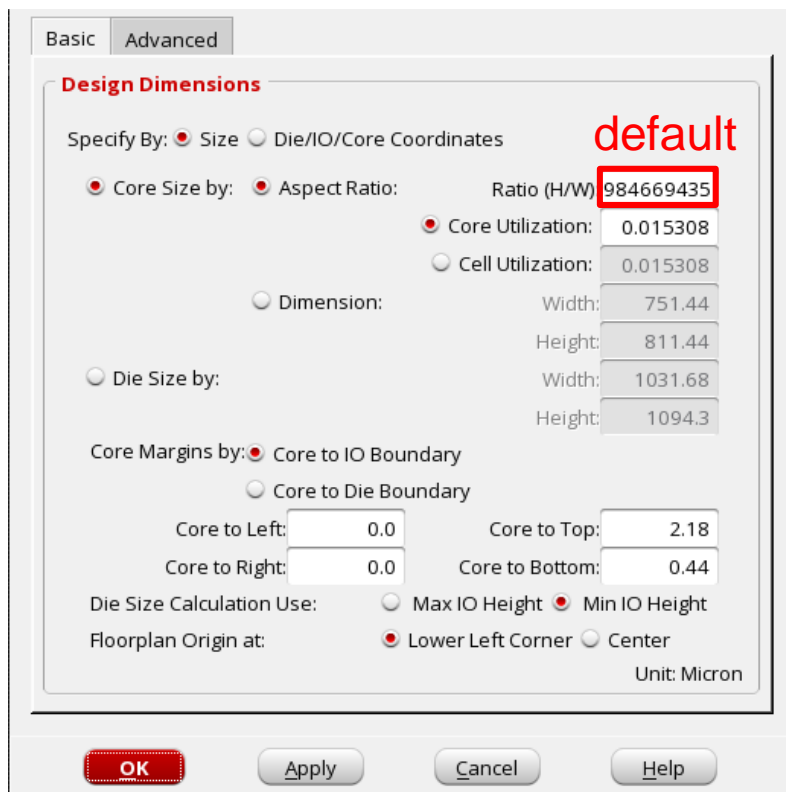 Basic Advanced
Design Dimensions
default
Specify By: Size Die/IO/Core Coordinates
Core Size by: Aspect Ratio: Ratio (H/W): 984669435
Core Utilization: 0.015308
Cell Utilization: 0.015308
Dimension: Width: 751.44
Height: 811.44
Die Size by: Width: 1031.68
Height: 1094.3
Core Margins by: Core to IO Boundary
Core to Die Boundary
Core to Left: 0.0 Core to Top: 2.18
Core to Right: 0.0 Core to Bottom: 0.44
Die Size Calculation Use: Max IO Height Min IO Height
Floorplan Origin at: Lower Left Corner Center
Unit: Micron
OK Apply Cancel Help